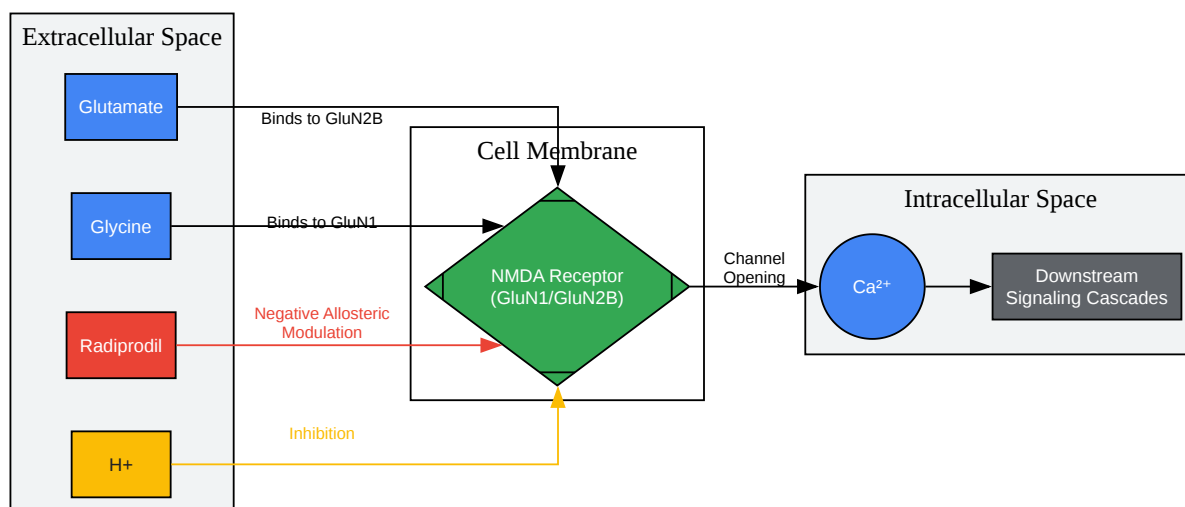 Extracellular Space
Glutamate
Binds to GluN2B
Cell Membrane
Glycine
Binds to GluN1
NMDA Receptor
(GluN1/GluN2B)
Radiprodil
Negative Allosteric
Modulation
H+
Inhibition
Channel
Opening
Intracellular Space
Ca²⁺
Downstream
Signaling Cascades